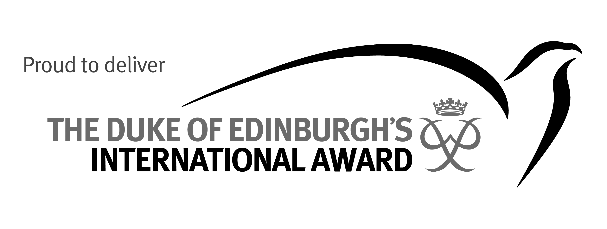 Proud to deliver
THE DUKE OF EDINBURGH'S
INTERNATIONAL AWARD